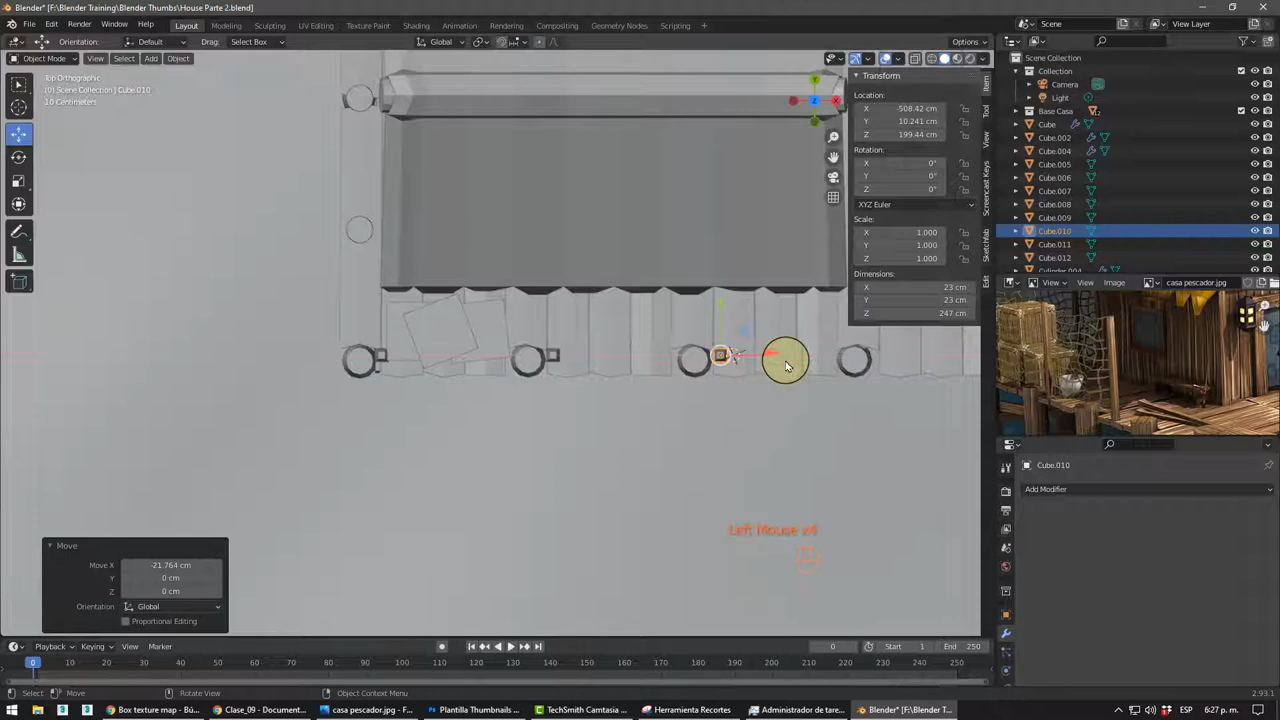 Blender* [D:\Blender Training\Blender Thumbs\House Parte 2.blend]
File Edit Render Window Help Layout Modeling Sculpting UV Editing Texture Paint Shading Animation Rendering Compositing Geometry Nodes Scripting + Scene View Layer
Orientation: Default Drag: Select Box Global Options
Object Mode View Select Add Object
Top Orthographic
(0) Scene Collection | Cube.010
10 Centimeters
Y
Z
X
Transform
Location:
X -508.42 cm
Y 10.241 cm
Z 199.44 cm
Rotation:
X 0°
Y 0°
Z 0°
XYZ Euler
Scale:
X 1.000
Y 1.000
Z 1.000
Dimensions:
X 23 cm
Y 23 cm
Z 247 cm
Item
Tool
View
Screencast Keys
Sketchfab
Edit
Scene Collection
Collection
Camera
Light
Base Casa
Cube
Cube.002
Cube.004
Cube.005
Cube.006
Cube.007
Cube.008
Cube.009
Cube.010
Cube.011
Cube.012
Cylinder.004
View View Image casa pescador.jpg
Cube.010
Add Modifier
Left Mouse x4
Move
Move X -21.764 cm
Y 0 cm
Z 0 cm
Orientation Global
Proportional Editing
Playback Keying View Marker 0 Start 1 End 250
0 10 20 30 40 50 60 70 80 90 100 110 120 130 140 150 160 170 180 190 200 210 220 230 240 250
Select Move Rotate View Object Context Menu 2.93.1
Box texture map - Bú... Clase_09 - Document... casa pescador.jpg - F... Plantilla Thumbnails ... TechSmith Camtasia ... Herramienta Recortes Administrador de tare... Blender* [D:\Blender T... ESP 6:27 p. m.